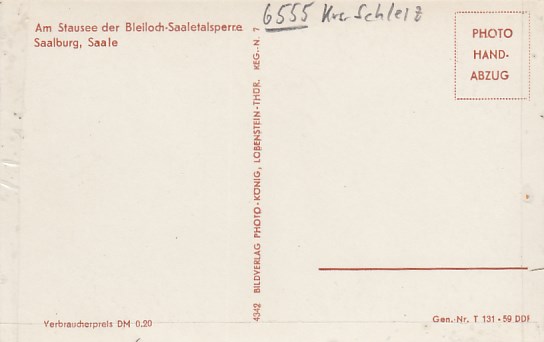 Am Stausee der Bleiloch-Saaletalsperre
Saalburg, Saale
6555 Krs. Schleiz
PHOTO
HAND-
ABZUG
4342 BILDVERLAG PHOTO-KÖNIG, LOBENSTEIN-THÜR. REG.-N. 7
Verbraucherpreis DM 0.20
Gen.-Nr. T 131 - 59 DDR